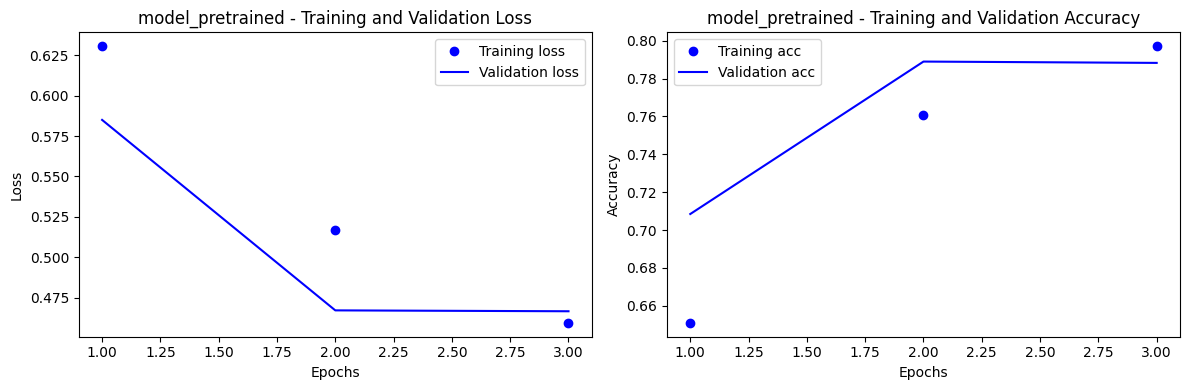 model_pretrained - Training and Validation Loss
Training loss
Validation loss
Loss
0.625
0.600
0.575
0.550
0.525
0.500
0.475
1.00 1.25 1.50 1.75 2.00 2.25 2.50 2.75 3.00
Epochs
model_pretrained - Training and Validation Accuracy
Training acc
Validation acc
Accuracy
0.80
0.78
0.76
0.74
0.72
0.70
0.68
0.66
1.00 1.25 1.50 1.75 2.00 2.25 2.50 2.75 3.00
Epochs